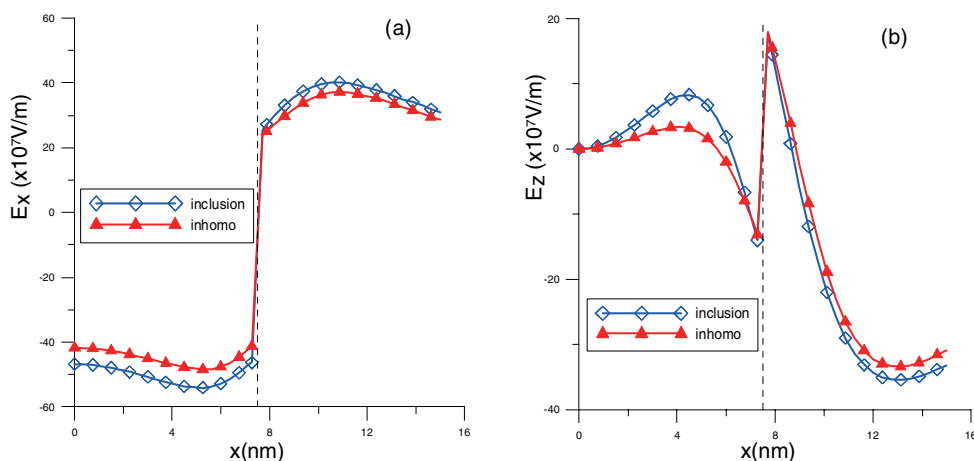 (a)
60
40
20
0
-20
-40
-60
Ex (x10⁷V/m)
inclusion
inhomo
0
4
8
12
16
x(nm)
(b)
20
0
-20
-40
Ez (x10⁷V/m)
inclusion
inhomo
0
4
8
12
16
x(nm)